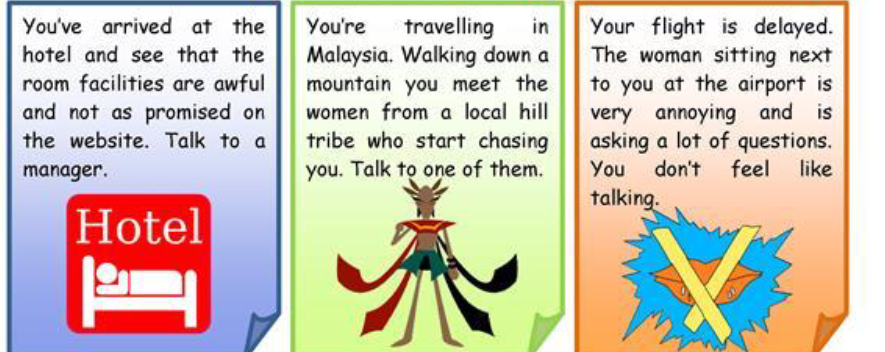 You've arrived at the
hotel and see that the
room facilities are awful
and not as promised on
the website. Talk to a
manager.
Hotel
You're travelling in
Malaysia. Walking down a
mountain you meet the
women from a local hill
tribe who start chasing
you. Talk to one of them.
Your flight is delayed.
The woman sitting next
to you at the airport is
very annoying and is
asking a lot of questions.
You don't feel like
talking.